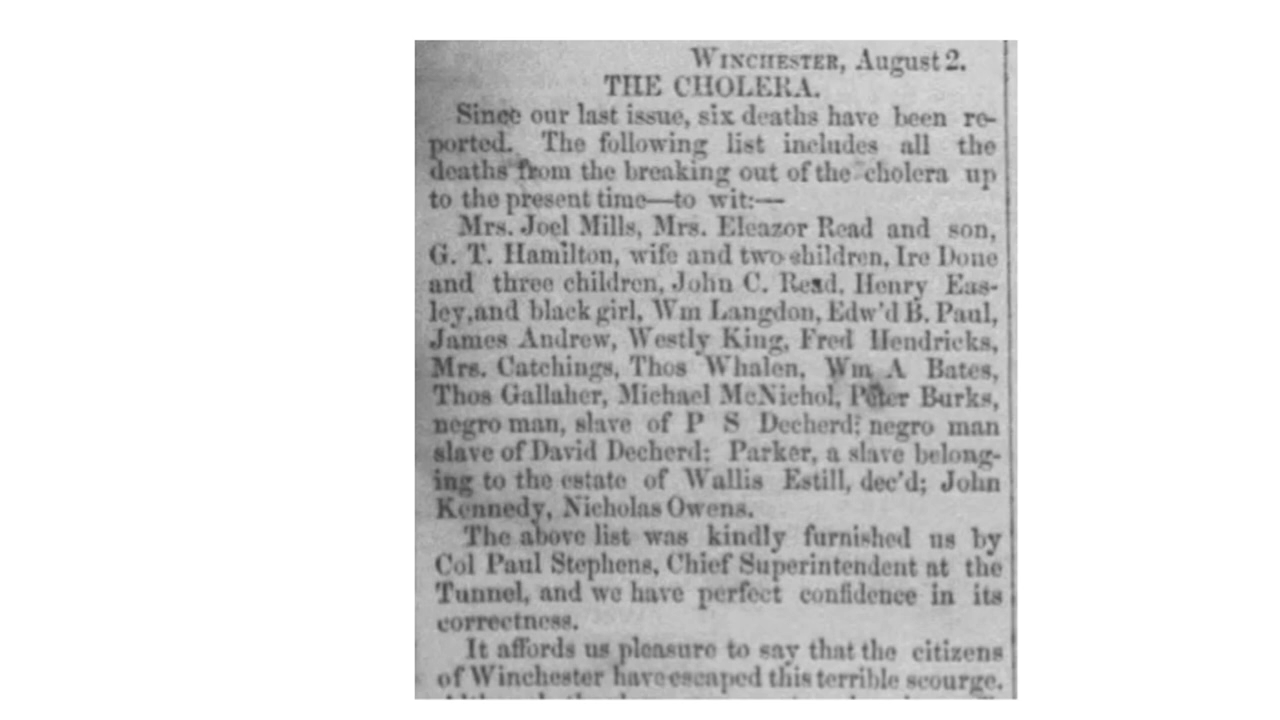 WINCHESTER, August 2.
THE CHOLERA.
Since our last issue, six deaths have been re-
ported. The following list includes all the
deaths from the breaking out of the cholera up
to the present time—to wit:—
Mrs. Joel Mills, Mrs. Eleazor Read and son,
G. T. Hamilton, wife and two children, Ire Done
and three children, John C. Read, Henry Eas-
ley,and black girl, Wm Langdon, Edw'd B. Paul,
James Andrew, Westly King, Fred Hendricks,
Mrs. Catchings, Thos Whalen, Wm A Bates,
Thos Gallaher, Michael McNichol, Peter Burks,
negro man, slave of P S Decherd; negro man
slave of David Decherd; Parker, a slave belong-
ing to the estate of Wallis Estill, dec'd; John
Kennedy, Nicholas Owens.
The above list was kindly furnished us by
Col Paul Stephens, Chief Superintendent at the
Tunnel, and we have perfect confidence in its
correctness.
It affords us pleasure to say that the citizens
of Winchester have escaped this terrible scourge.